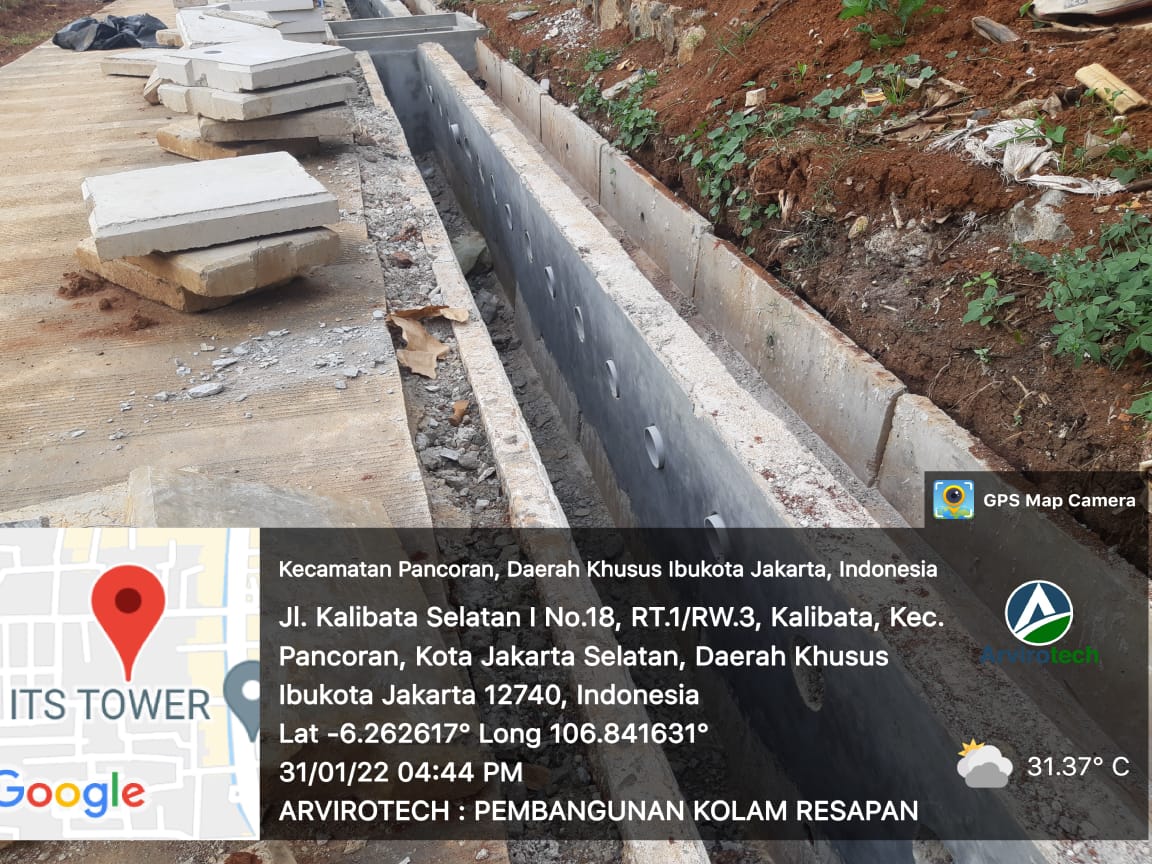 GPS Map Camera
Kecamatan Pancoran, Daerah Khusus Ibukota Jakarta, Indonesia
Jl. Kalibata Selatan I No.18, RT.1/RW.3, Kalibata, Kec.
Pancoran, Kota Jakarta Selatan, Daerah Khusus
Ibukota Jakarta 12740, Indonesia
Lat -6.262617° Long 106.841631°
31/01/22 04:44 PM
ARVIROTECH : PEMBANGUNAN KOLAM RESAPAN
Arvirotech
31.37° C
ITS TOWER
Google